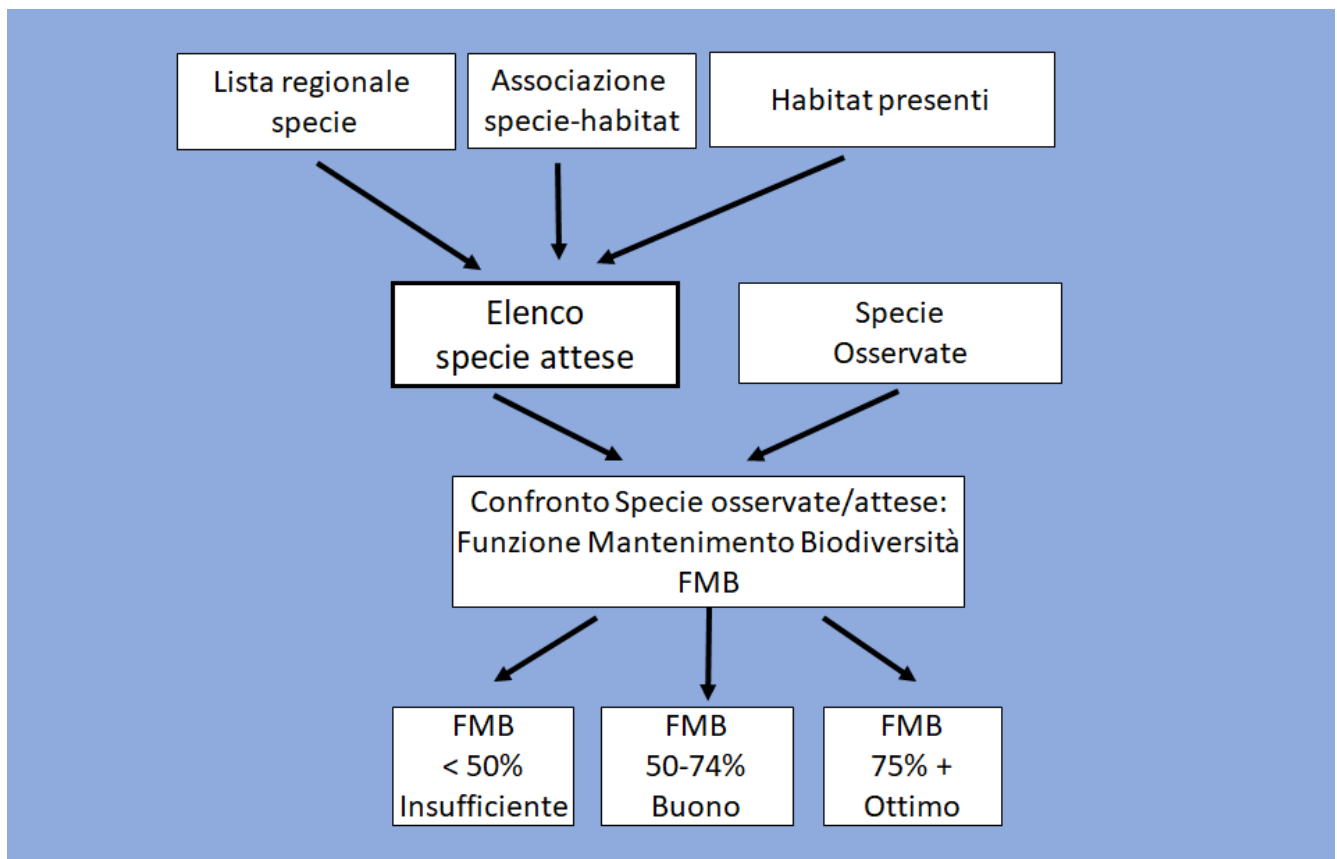 Lista regionale
specie
Associazione
specie-habitat
Habitat presenti
Elenco
specie attese
Specie
Osservate
Confronto Specie osservate/attese:
Funzione Mantenimento Biodiversità
FMB
FMB
< 50%
Insufficiente
FMB
50-74%
Buono
FMB
75% +
Ottimo